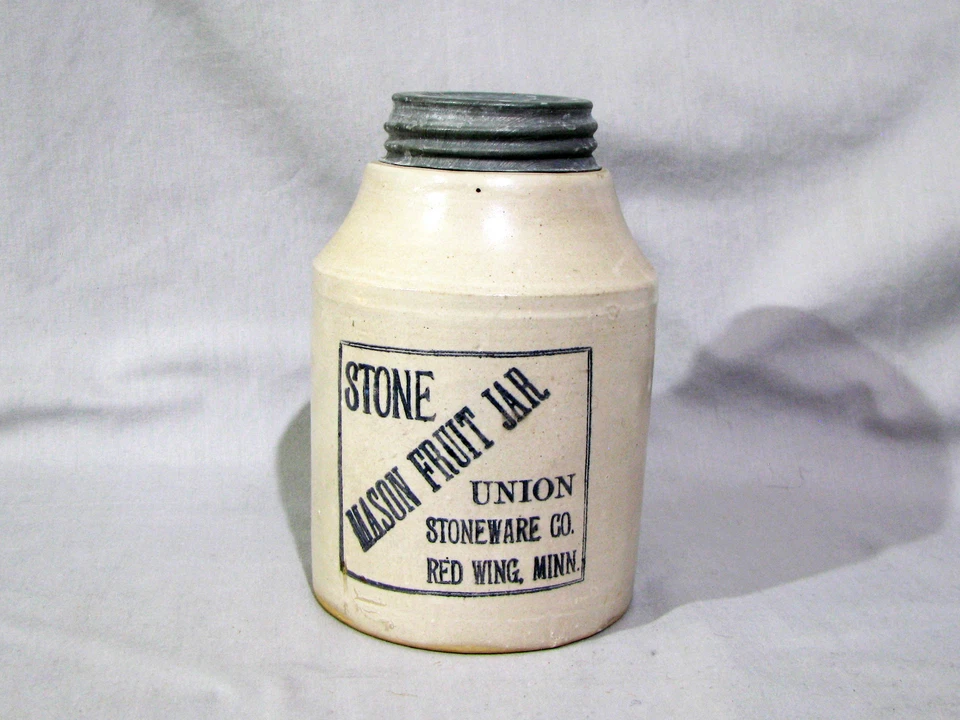 STONE
MASON FRUIT JAR
UNION
STONEWARE CO.
RED WING, MINN.